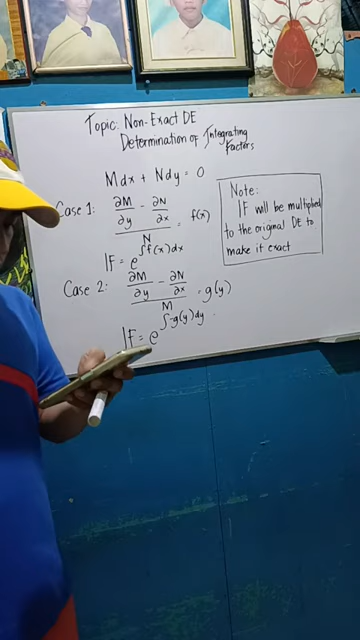 Topic: Non-Exact DE
Determination of Integrating
Factors
Mdx + Ndy = 0
Case 1: (∂M/∂y - ∂N/∂x)/N = f(x)
IF = e^∫f(x)dx
Case 2: (∂M/∂y - ∂N/∂x)/M = g(y)
IF = e^∫-g(y)dy
Note:
IF will be multiplied
to the original DE to
make it exact